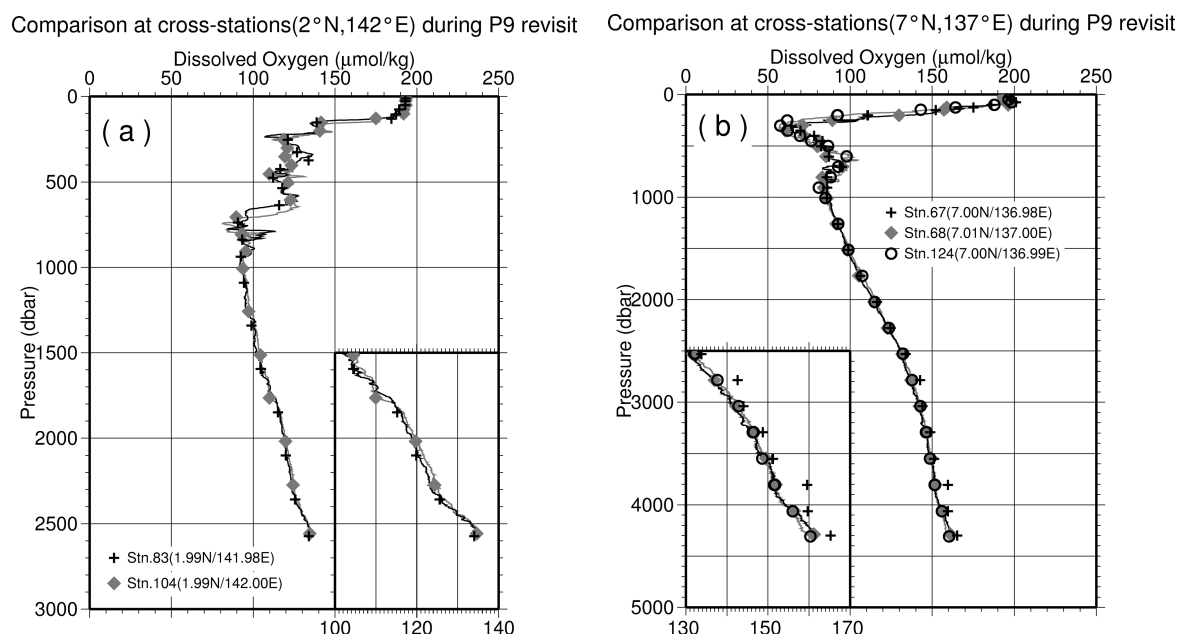 Comparison at cross-stations(2°N,142°E) during P9 revisit
Dissolved Oxygen (μmol/kg)
0 50 100 150 200 250
0
500
1000
1500
2000
2500
3000
Pressure (dbar)
(a)
Stn.83(1.99N/141.98E)
Stn.104(1.99N/142.00E)
100 120 140
Comparison at cross-stations(7°N,137°E) during P9 revisit
Dissolved Oxygen (μmol/kg)
0 50 100 150 200 250
0
1000
2000
3000
4000
5000
Pressure (dbar)
(b)
Stn.67(7.00N/136.98E)
Stn.68(7.01N/137.00E)
Stn.124(7.00N/136.99E)
130 150 170